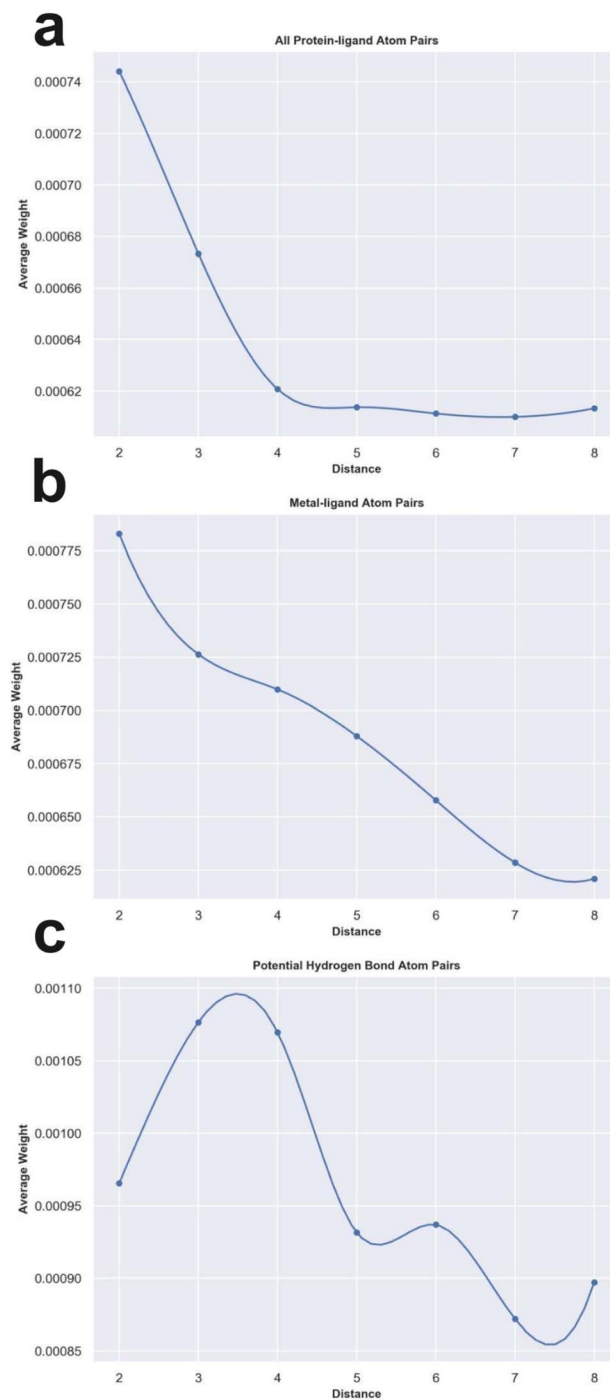 a
All Protein-ligand Atom Pairs
0.00074
0.00072
0.00070
0.00068
0.00066
0.00064
0.00062
Average Weight
2 3 4 5 6 7 8
Distance
b
Metal-ligand Atom Pairs
0.000775
0.000750
0.000725
0.000700
0.000675
0.000650
0.000625
Average Weight
2 3 4 5 6 7 8
Distance
c
Potential Hydrogen Bond Atom Pairs
0.00110
0.00105
0.00100
0.00095
0.00090
0.00085
Average Weight
2 3 4 5 6 7 8
Distance